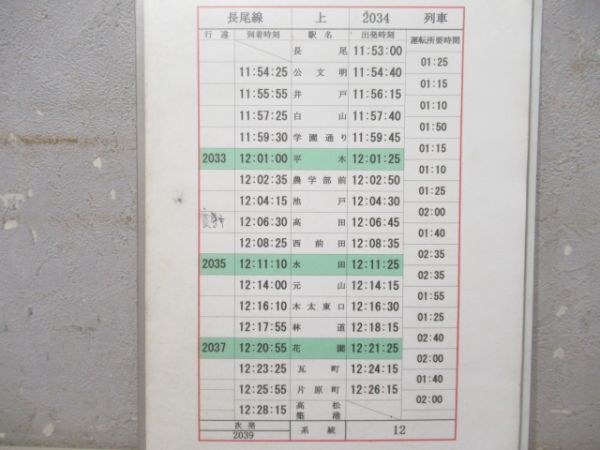 長尾線 上 2034 列車
行違 到着時刻 駅名 出発時刻 運転所要時間
長尾 11:53:00
01:25
11:54:25 公文明 11:54:40
01:15
11:55:55 井戸 11:56:15
01:10
11:57:25 白山 11:57:40
01:50
11:59:30 学園通り 11:59:45
01:15
2033 12:01:00 平木 12:01:25
01:10
12:02:35 農学部前 12:02:50
01:25
12:04:15 池戸 12:04:30
02:00
12:06:30 高田 12:06:45
01:40
12:08:25 西前田 12:08:35
02:35
2035 12:11:10 水田 12:11:25
02:35
12:14:00 元山 12:14:15
01:55
12:16:10 木太東口 12:16:30
01:25
12:17:55 林道 12:18:15
02:40
2037 12:20:55 花園 12:21:25
02:00
12:23:25 瓦町 12:24:15
01:40
12:25:55 片原町 12:26:15
02:00
12:28:15 高松築港
次発 2039 系統 12